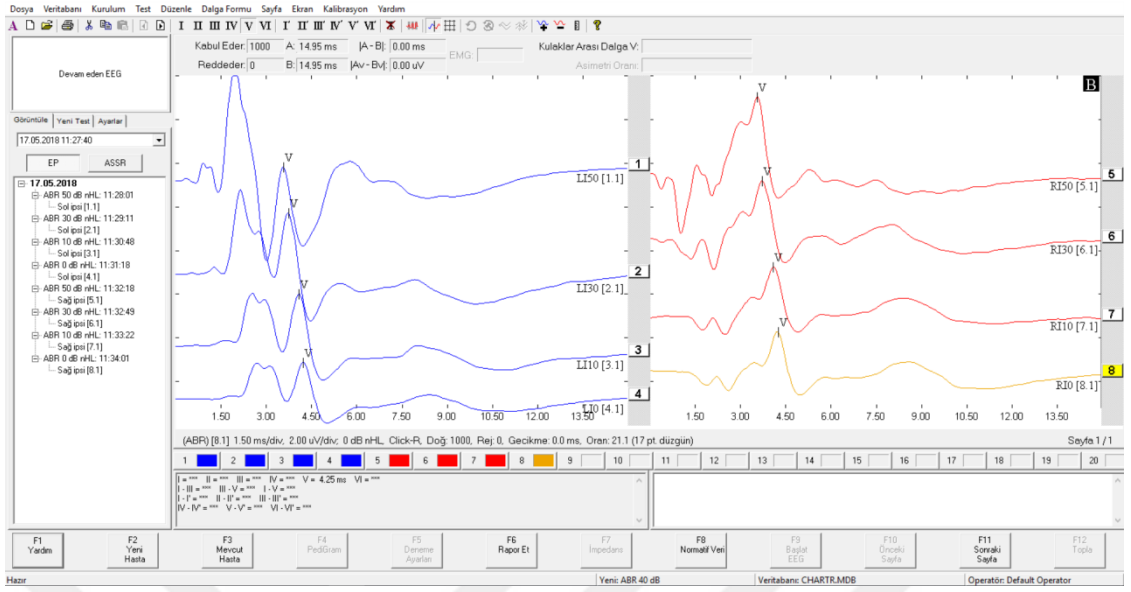 Dosya Veritabanı Kurulum Test Düzenle Dalga Formu Sayfa Ekran Kalibrasyon Yardım
A I II III IV V VI I' II' III' IV' V' VI'
Kabul Eder: 1000 A: 14.95 ms |A - B|: 0.00 ms EMG: Kulaklar Arası Dalga V:
Reddeder: 0 B: 14.95 ms |Av - Bv|: 0.00 uV Asimetri Oranı:
Devam eden EEG
Görüntüle Yeni Test Ayarlar
17.05.2018 11:27:40
EP ASSR
17.05.2018
ABR 50 dB nHL: 11:28:01
Sol ipsi [1.1]
ABR 30 dB nHL: 11:29:11
Sol ipsi [2.1]
ABR 10 dB nHL: 11:30:48
Sol ipsi [3.1]
ABR 0 dB nHL: 11:31:18
Sol ipsi [4.1]
ABR 50 dB nHL: 11:32:18
Sağ ipsi [5.1]
ABR 30 dB nHL: 11:32:49
Sağ ipsi [6.1]
ABR 10 dB nHL: 11:33:22
Sağ ipsi [7.1]
ABR 0 dB nHL: 11:34:01
Sağ ipsi [8.1]
V
1
LI50 [1.1]
V
2
LI30 [2.1]
V
3
LI10 [3.1]
V
4
LI0 [4.1]
1.50 3.00 4.50 6.00 7.50 9.00 10.50 12.00 13.50
B
V
5
RI50 [5.1]
V
6
RI30 [6.1]
V
7
RI10 [7.1]
V
8
RI0 [8.1]
1.50 3.00 4.50 6.00 7.50 9.00 10.50 12.00 13.50
(ABR) [8.1] 1.50 ms/div, 2.00 uV/div; 0 dB nHL, Click-R, Doğ: 1000, Rej: 0, Gecikme: 0.0 ms, Oran: 21.1 (17 pt. düzgün) Sayfa 1 / 1
1 2 3 4 5 6 7 8 9 10 11 12 13 14 15 16 17 18 19 20
I = *** II = *** III = *** IV = *** V = 4.25 ms VI = ***
I - III = *** III - V = *** I - V = ***
I - I' = *** II - II' = *** III - III' = ***
IV - IV' = *** V - V' = *** VI - VI' = ***
F1 Yardım
F2 Yeni Hasta
F3 Mevcut Hasta
F4 PediGram
F5 Deneme Ayarları
F6 Rapor Et
F7 İmpedans
F8 Normatif Veri
F9 Başlat EEG
F10 Önceki Sayfa
F11 Sonraki Sayfa
F12 Topla
Hazır Yeni: ABR 40 dB Veritabanı: CHARTR.MDB Operatör: Default Operator